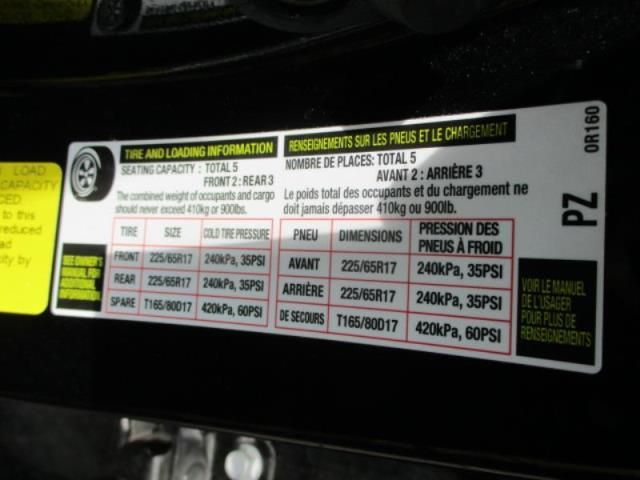 LOAD
CAPACITY
CED
to this
reduced
ad
city by
TIRE AND LOADING INFORMATION
SEATING CAPACITY : TOTAL 5
FRONT 2 : REAR 3
The combined weight of occupants and cargo
should never exceed 410kg or 900lb.
TIRE SIZE COLD TIRE PRESSURE
FRONT 225/65R17 240kPa, 35PSI
REAR 225/65R17 240kPa, 35PSI
SPARE T165/80D17 420kPa, 60PSI
SEE OWNER'S
MANUAL FOR
ADDITIONAL
INFORMATION
RENSEIGNEMENTS SUR LES PNEUS ET LE CHARGEMENT
NOMBRE DE PLACES: TOTAL 5
AVANT 2 : ARRIÈRE 3
Le poids total des occupants et du chargement ne
doit jamais dépasser 410kg ou 900lb.
PNEU DIMENSIONS PRESSION DES
PNEUS À FROID
AVANT 225/65R17 240kPa, 35PSI
ARRIÈRE 225/65R17 240kPa, 35PSI
DE SECOURS T165/80D17 420kPa, 60PSI
VOIR LE MANUEL
DE L'USAGER
POUR PLUS DE
RENSEIGNEMENTS
PZ
0R160